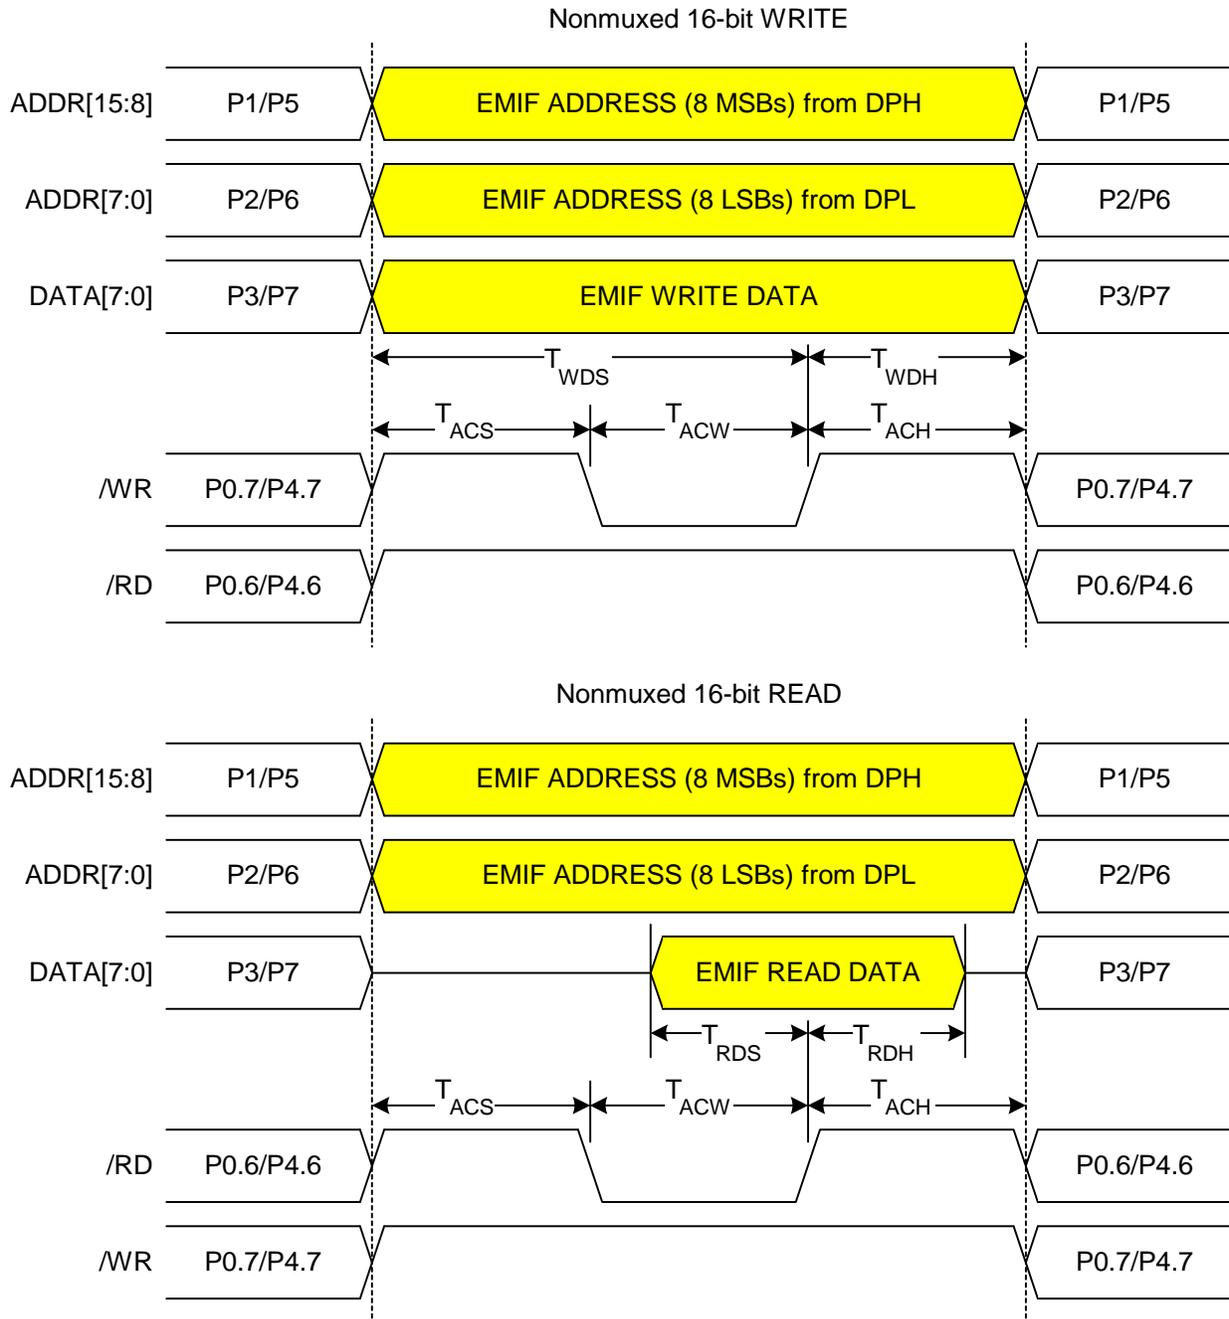 Nonmuxed 16-bit WRITE
ADDR[15:8] P1/P5 EMIF ADDRESS (8 MSBs) from DPH P1/P5
ADDR[7:0] P2/P6 EMIF ADDRESS (8 LSBs) from DPL P2/P6
DATA[7:0] P3/P7 EMIF WRITE DATA P3/P7
TWDS TWDH
TACS TACW TACH
/WR P0.7/P4.7 P0.7/P4.7
/RD P0.6/P4.6 P0.6/P4.6
Nonmuxed 16-bit READ
ADDR[15:8] P1/P5 EMIF ADDRESS (8 MSBs) from DPH P1/P5
ADDR[7:0] P2/P6 EMIF ADDRESS (8 LSBs) from DPL P2/P6
DATA[7:0] P3/P7 EMIF READ DATA P3/P7
TRDS TRDH
TACS TACW TACH
/RD P0.6/P4.6 P0.6/P4.6
/WR P0.7/P4.7 P0.7/P4.7